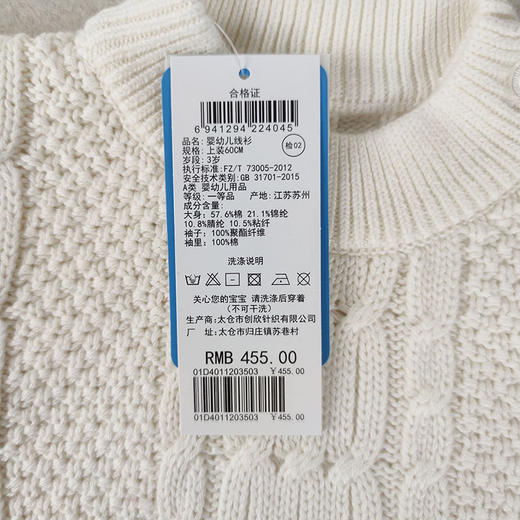 合格证
6 941294 224045
品名: 婴幼儿线衫
检02
规格: 上装60CM
岁段: 3岁
执行标准: FZ/T 73005-2012
安全技术类别: GB 31701-2015
A类 婴幼儿用品
等级: 一等品 产地: 江苏苏州
成分含量:
大身: 57.6%棉 21.1%锦纶
10.8%腈纶 10.5%粘纤
袖子: 100%聚酯纤维
袖里: 100%棉
洗涤说明
关心您的宝宝 请洗涤后穿着
(不可干洗)
生产商: 太仓市创欣针织有限公司
厂 址: 太仓市归庄镇苏巷村
RMB 455.00
01D4011203503 ¥455.00
01D4011203503 ¥455.00